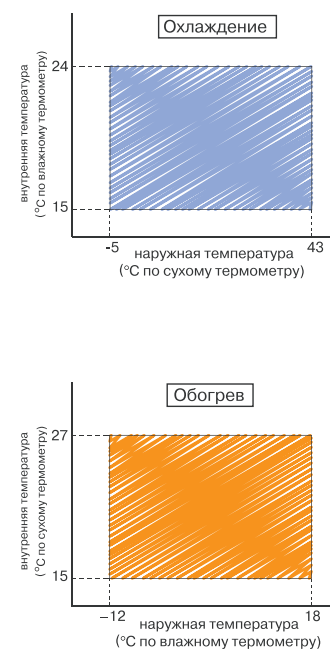 Охлаждение
внутренняя температура
(°C по влажному термометру)
24
15
-5
43
наружная температура
(°C по сухому термометру)
Обогрев
внутренняя температура
(°C по сухому термометру)
27
15
−12
18
наружная температура
(°C по влажному термометру)